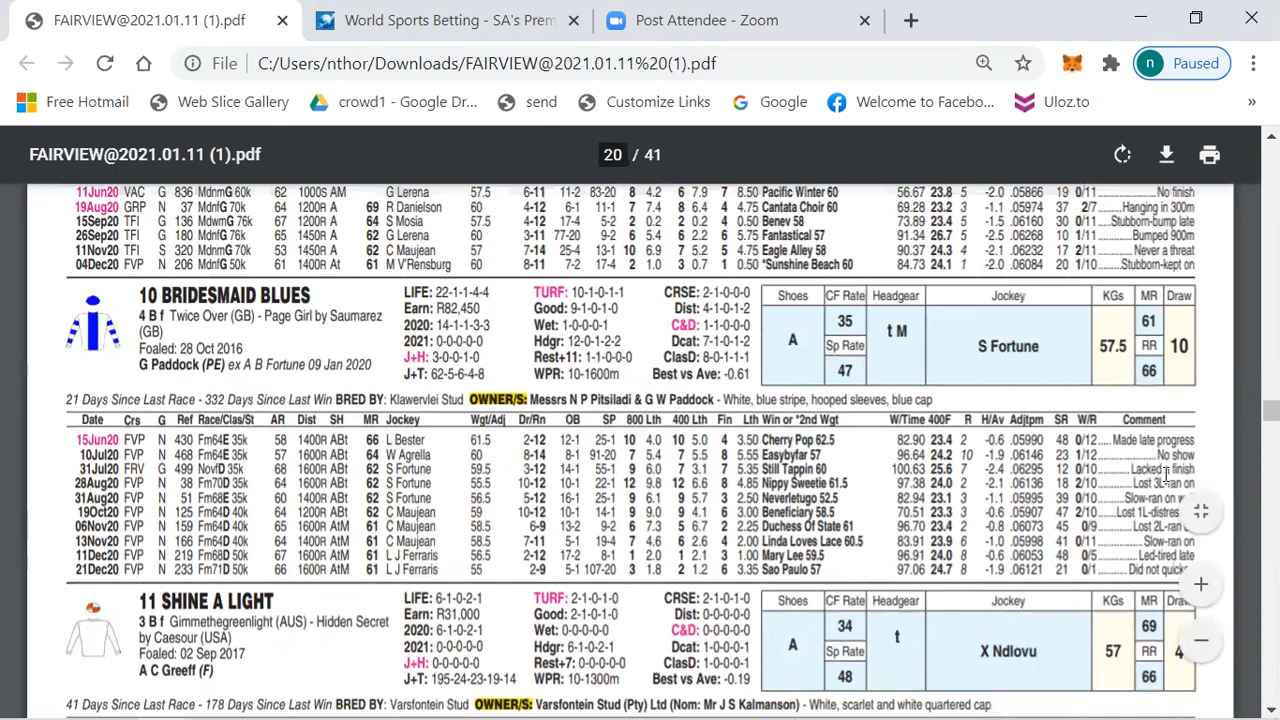 FAIRVIEW@2021.01.11 (1).pdf
World Sports Betting - SA's Prem
Post Attendee - Zoom
File C:/Users/nthor/Downloads/FAIRVIEW@2021.01.11%20(1).pdf
n Paused
Free Hotmail Web Slice Gallery crowd1 - Google Dr... send Customize Links Google Welcome to Facebo... Uloz.to »
FAIRVIEW@2021.01.11 (1).pdf 20 / 41
11Jun20 VAC G 836 MdnmG 60k 62 1000S AM G Lerena 57.5 6-11 11-2 83-20 8 4.2 6 7.9 7 8.50 Pacific Winter 60 56.67 23.8 5 -2.0 .05866 19 0/11 No finish
19Aug20 GRP N 37 MdnfG 70k 64 1200R A 69 R Danielson 60 4-12 6-1 11-1 7 7.4 8 6.4 4 4.75 Cantata Choir 60 69.28 23.2 3 -1.1 .05974 37 2/7 Hanging in 300m
15Sep20 TFI G 136 MdwmG 76k 64 1200R A 64 S Mosia 57.5 4-12 17-4 5-2 2 0.2 2 0.2 4 0.50 Benev 58 73.89 23.4 5 -1.5 .06160 30 0/11 Stubborn-bump late
26Sep20 TFI G 180 MdnfG 70k 65 1450R A 62 G Lerena 60 3-11 77-20 9-2 6 5.4 6 2.2 6 5.75 Fantastical 57 91.34 26.7 5 -2.5 .06268 10 0/11 Bumped 900m
11Nov20 TFI S 320 MdnmG 70k 53 1450R A 62 C Maujean 57 7-14 25-4 13-1 10 6.9 7 5.2 5 4.75 Eagle Alley 58 90.37 24.3 4 -2.1 .06232 17 2/11 Never a threat
04Dec20 FVP N 206 MdnfG 50k 61 1400R At 61 M V'Rensburg 60 8-11 7-2 17-4 2 1.0 3 0.7 1 0.50 *Sunshine Beach 60 84.73 24.1 1 -2.0 .06084 20 1/10 Stubborn-kept on
10 BRIDESMAID BLUES
4 B f Twice Over (GB) - Page Girl by Saumarez
(GB)
Foaled: 28 Oct 2016
G Paddock (PE) ex A B Fortune 09 Jan 2020
LIFE: 22-1-1-4-4 TURF: 10-1-0-1-1 CRSE: 2-1-0-0-0
Earn: R82,450 Good: 9-1-0-1-0 Dist: 4-1-0-1-2
2020: 14-1-1-3-3 Wet: 1-0-0-0-1 C&D: 1-1-0-0-0
2021: 0-0-0-0-0 Hdgr: 12-0-1-2-2 Dcat: 7-1-0-1-2
J+H: 3-0-0-1-0 Rest+11: 1-1-0-0-0 ClasD: 8-0-1-1-1
J+T: 62-5-6-4-8 WPR: 10-1600m Best vs Ave: -0.61
Shoes CF Rate Headgear Jockey KGs MR Draw
A 35 t M S Fortune 57.5 61 10
Sp Rate RR
47 66
21 Days Since Last Race - 332 Days Since Last Win BRED BY: Klawervlei Stud OWNER/S: Messrs N P Pitsiladi & G W Paddock - White, blue stripe, hooped sleeves, blue cap
Date Crs G Ref Race/Clas/St AR Dist SH MR Jockey Wgt/Adj Dr/Rn OB SP 800 Lth 400 Lth Fin Lth Win or *2nd Wgt W/Time 400F R H/Av Adjtpm SR W/R Comment
15Jun20 FVP N 430 Fm64E 35k 58 1400R ABt 66 L Bester 61.5 2-12 12-1 25-1 10 4.0 10 5.0 4 3.50 Cherry Pop 62.5 82.90 23.4 2 -0.6 .05990 48 0/12 Made late progress
10Jul20 FVP N 468 Fm64E 35k 57 1600R ABt 64 W Agrella 60 8-14 14-1 91-20 7 5.4 7 5.5 8 5.55 Easybyfar 57 96.64 24.2 10 -1.9 .06146 23 1/12 No show
31Jul20 FRV G 499 NovfD 35k 74 1600R ABt 62 S Fortune 59.5 3-12 14-1 55-1 9 6.0 7 3.1 7 5.35 Still Tappin 60 100.63 25.6 7 -2.4 .06295 12 0/10 Lacked finish
28Aug20 FVP N 38 Fm70D 35k 64 1600R ABt 62 S Fortune 55.5 10-12 10-1 22-1 12 9.8 12 6.6 8 4.85 Nippy Sweetie 61.5 97.38 24.0 2 -2.1 .06136 18 2/10 Lost 3L-ran on
31Aug20 FVP N 51 Fm68E 35k 60 1400R ABt 62 S Fortune 56.5 5-12 16-1 25-1 9 6.1 9 5.7 3 3.25 Neverletugo 52.5 82.94 23.1 3 -1.1 .05995 39 0/10 Slow-ran on
19Oct20 FVP N 125 Fm64D 40k 64 1200R ABt 62 C Maujean 59 10-12 10-1 14-1 9 9.0 9 4.1 6 3.00 Beneficiary 58.5 70.51 23.3 3 -0.6 .05907 47 2/10 Lost 1L-distres
06Nov20 FVP N 159 Fm64D 40k 63 1600R AtM 61 C Maujean 58.5 6-9 13-2 9-2 6 7.3 6 6.7 5 2.25 Duchess Of State 61 96.70 23.4 2 -0.8 .06073 45 0/9 Lost 2L-ran
13Nov20 FVP N 166 Fm64D 40k 60 1400R AtM 61 C Maujean 58.5 7-11 5-1 19-4 7 4.6 6 2.6 4 2.00 Linda Loves Lace 60.5 83.91 23.9 6 -1.0 .05998 41 0/11 Slow-ran
11Dec20 FVP N 219 Fm68D 50k 67 1600R AtM 61 L J Ferraris 56.5 2-12 17-2 8-1 1 2.0 1 2.1 3 1.00 Mary Lee 59.5 96.91 24.0 8 -0.6 .06053 48 0/5 Led-tired late
21Dec20 FVP N 233 Fm71D 50k 66 1600R AtM 61 L J Ferraris 55 2-9 5-1 107-20 3 1.8 2 1.2 6 3.35 Sao Paulo 57 97.06 24.7 8 -1.9 .06121 21 0/1 Did not quick
11 SHINE A LIGHT
3 B f Gimmethegreenlight (AUS) - Hidden Secret
by Caesour (USA)
Foaled: 02 Sep 2017
A C Greeff (F)
LIFE: 6-1-0-2-1 TURF: 2-1-0-1-0 CRSE: 2-1-0-1-0
Earn: R31,000 Good: 2-1-0-1-0 Dist: 0-0-0-0-0
2020: 6-1-0-2-1 Wet: 0-0-0-0-0 C&D: 0-0-0-0-0
2021: 0-0-0-0-0 Hdgr: 6-1-0-2-1 Dcat: 1-0-0-0-1
J+H: 0-0-0-0-0 Rest+7: 0-0-0-0-0 ClasD: 1-0-0-0-1
J+T: 195-24-23-19-14 WPR: 10-1300m Best vs Ave: -0.19
Shoes CF Rate Headgear Jockey KGs MR Draw
A 34 t X Ndlovu 57 69 4
Sp Rate RR
48 66
41 Days Since Last Race - 178 Days Since Last Win BRED BY: Varsfontein Stud OWNER/S: Varsfontein Stud (Pty) Ltd (Nom: Mr J S Kalmanson) - White, scarlet and white quartered cap